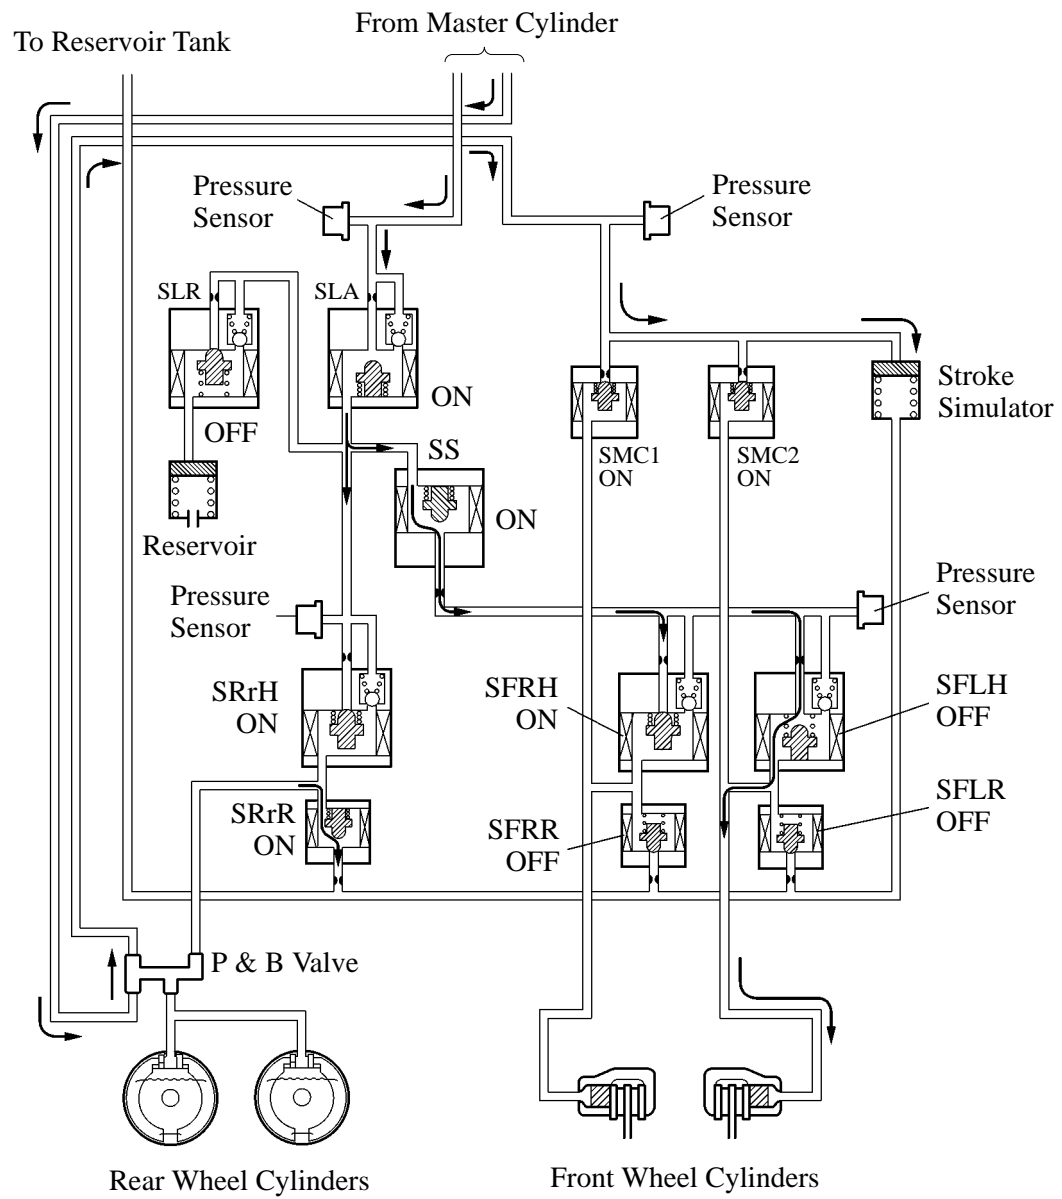 From Master Cylinder
To Reservoir Tank
Pressure
Sensor
Pressure
Sensor
SLR
SLA
ON
OFF
Stroke
Simulator
SS
SMC1
ON
SMC2
ON
ON
Reservoir
Pressure
Sensor
Pressure
Sensor
SRrH
ON
SFRH
ON
SFLH
OFF
SRrR
ON
SFRR
OFF
SFLR
OFF
P & B Valve
Rear Wheel Cylinders
Front Wheel Cylinders